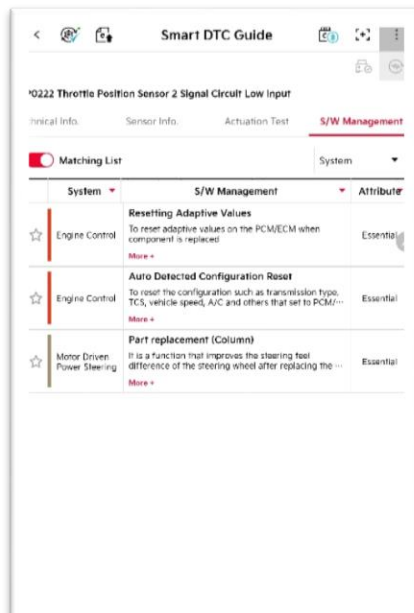 Smart DTC Guide
*0222 Throttle Position Sensor 2 Signal Circuit Low Input
hnical Info. Sensor Info. Actuation Test S/W Management
Matching List System
System S/W Management Attribute
Resetting Adaptive Values
Engine Control To reset adaptive values on the PCM/ECM when Essential
component is replaced
More +
Auto Detected Configuration Reset
Engine Control To reset the configuration such as transmission type, Essential
TCS, vehicle speed, A/C and others that set to PCM/···
More +
Part replacement (Column)
Motor Driven It is a function that improves the steering feel Essential
Power Steering difference of the steering wheel after replacing the ···
More +